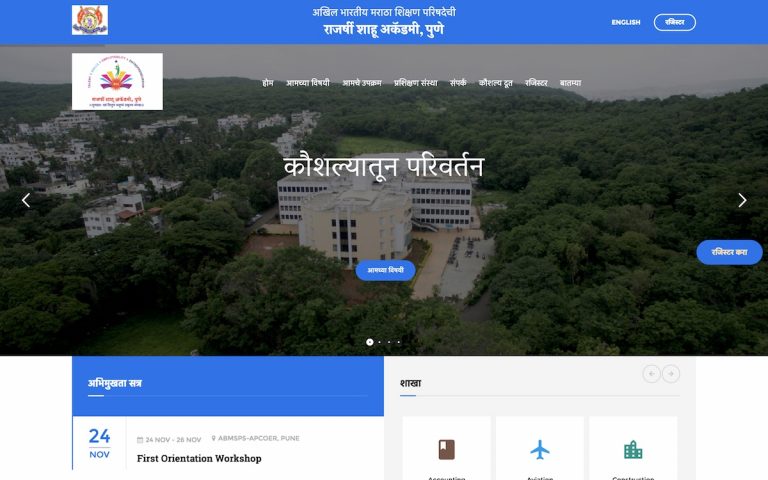 अखिल भारतीय मराठा शिक्षण परिषदेची
राजर्षी शाहू अकॅडमी, पुणे
ENGLISH
रजिस्टर
राजर्षी शाहू अकॅडमी, पुणे
होम
आमच्या विषयी
आमचे उपक्रम
प्रशिक्षण संस्था
संपर्क
कौशल्य दूत
रजिस्टर
बातम्या
कौशल्यातून परिवर्तन
रजिस्टर करा
आमच्या विषयी
अभिमुखता सत्र
शाखा
24
NOV
24 NOV - 26 NOV
ABMSPS-APCOER, PUNE
First Orientation Workshop
Accounting
Aviation
Construction